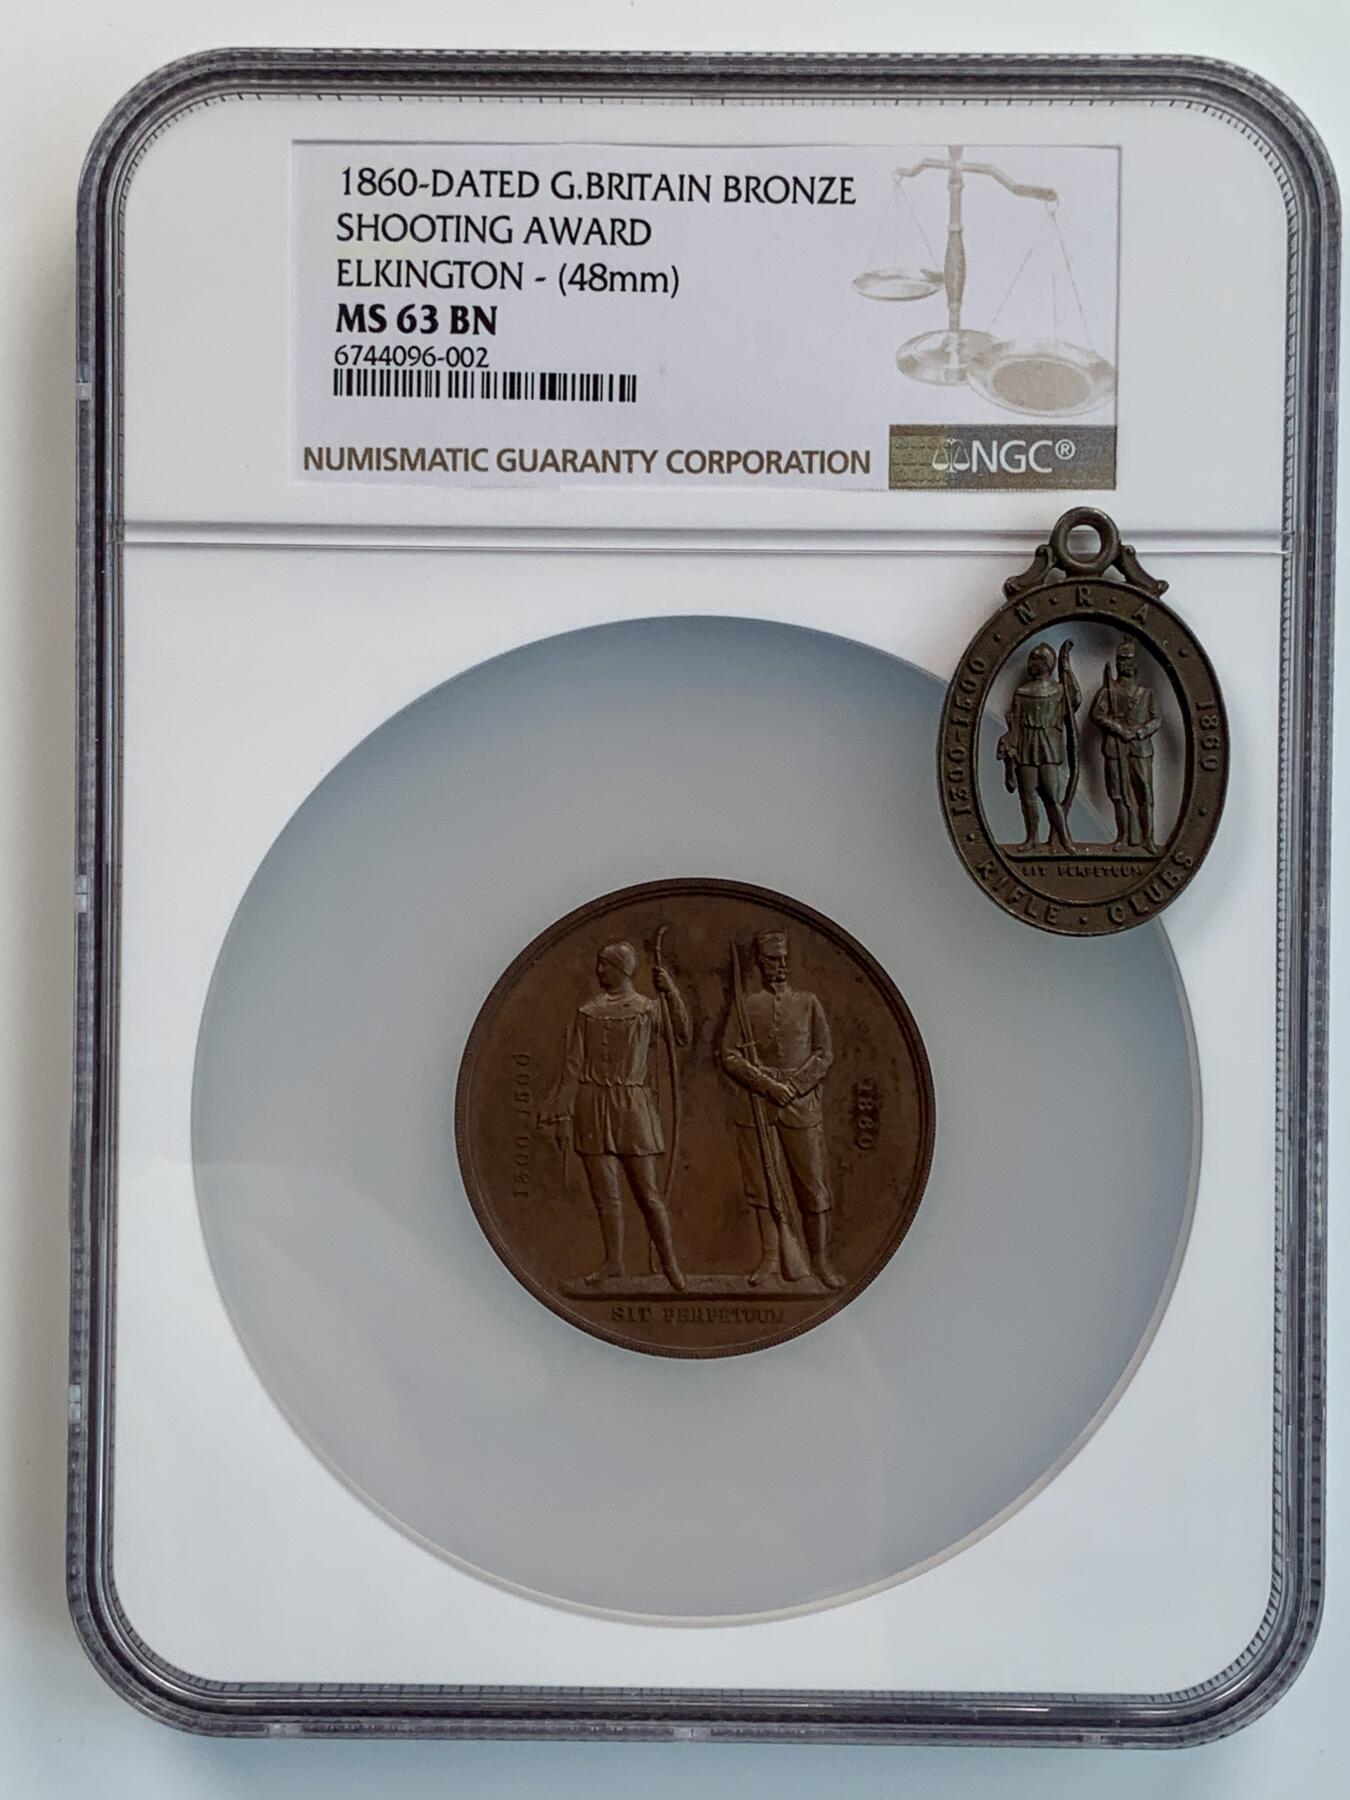 1860-DATED G.BRITAIN BRONZE
SHOOTING AWARD
ELKINGTON - (48mm)
MS 63 BN
6744096-002
NUMISMATIC GUARANTY CORPORATION
NGC®
· N · R · A ·
1300-1500
1860
SIT PERPETUUM
· RIFLE · CLUBS ·
1300-1500
1860
SIT PERPETUUM